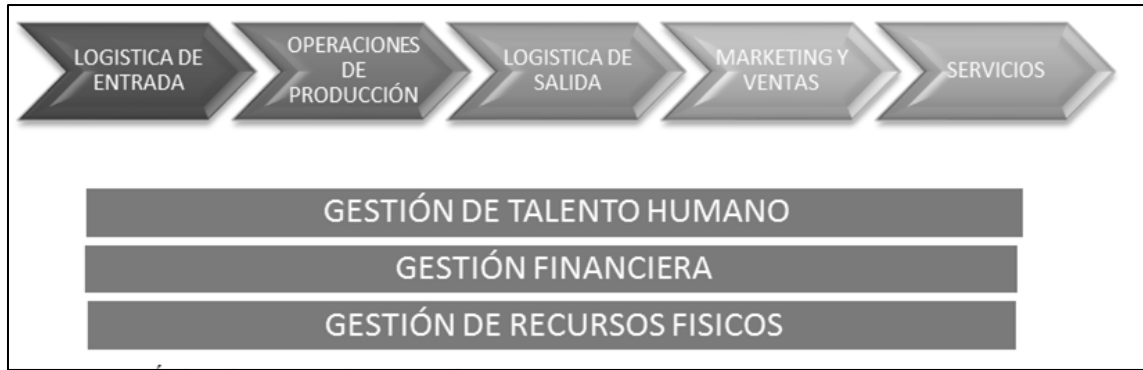 LOGISTICA DE
ENTRADA
OPERACIONES
DE
PRODUCCIÓN
LOGISTICA DE
SALIDA
MARKETING Y
VENTAS
SERVICIOS
GESTIÓN DE TALENTO HUMANO
GESTIÓN FINANCIERA
GESTIÓN DE RECURSOS FISICOS